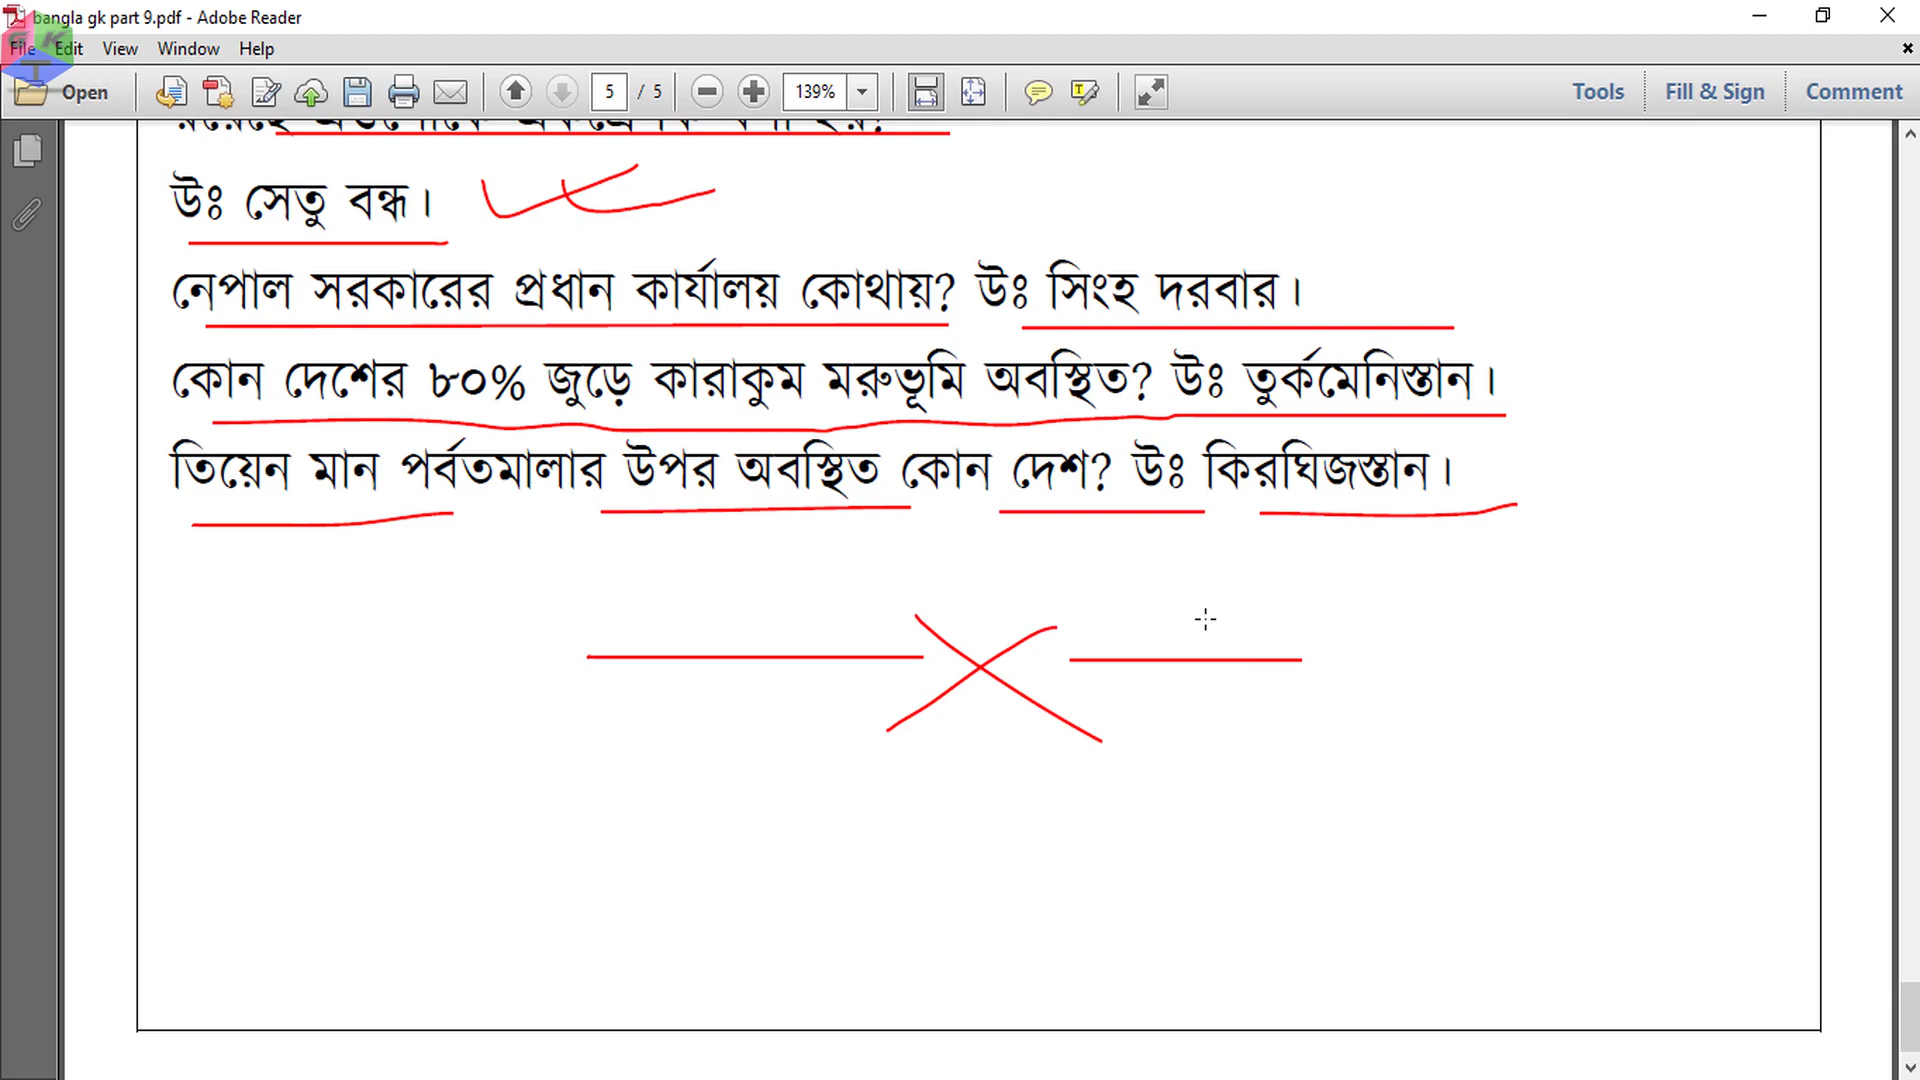 bangla gk part 9.pdf - Adobe Reader
File Edit View Window Help
Open 5 / 5 139% Tools Fill & Sign Comment
উঃ সেতু বন্ধ।
নেপাল সরকারের প্রধান কার্যালয় কোথায়? উঃ সিংহ দরবার।
কোন দেশের ৮০% জুড়ে কারাকুম মরুভূমি অবস্থিত? উঃ তুর্কমেনিস্তান।
তিয়েন মান পর্বতমালার উপর অবস্থিত কোন দেশ? উঃ কিরঘিজস্তান।